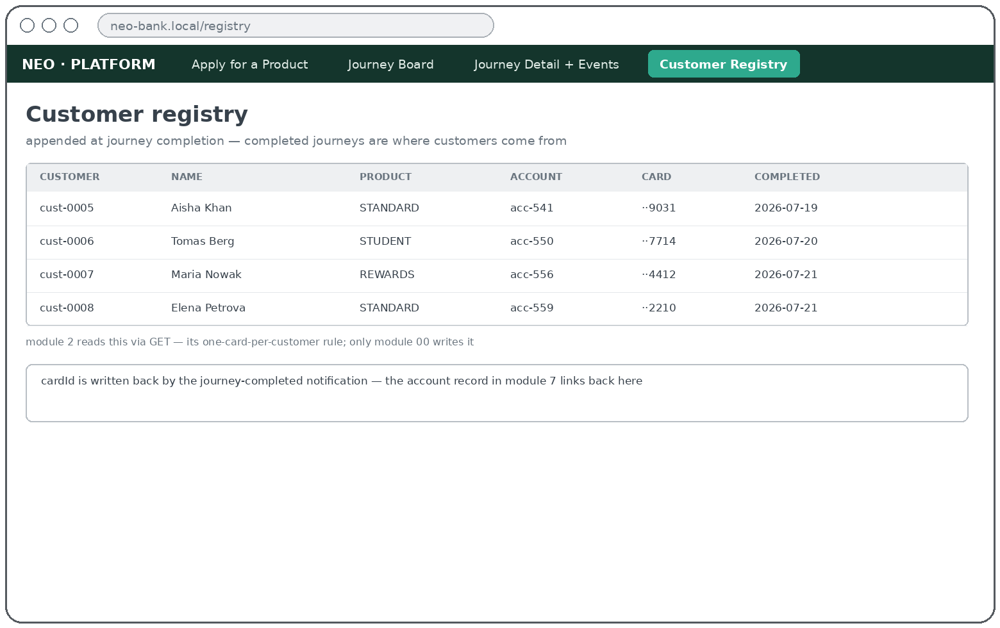 neo-bank.local/registry
NEO · PLATFORM Apply for a Product Journey Board Journey Detail + Events Customer Registry
Customer registry
appended at journey completion — completed journeys are where customers come from
CUSTOMER NAME PRODUCT ACCOUNT CARD COMPLETED
cust-0005 Aisha Khan STANDARD acc-541 ··9031 2026-07-19
cust-0006 Tomas Berg STUDENT acc-550 ··7714 2026-07-20
cust-0007 Maria Nowak REWARDS acc-556 ··4412 2026-07-21
cust-0008 Elena Petrova STANDARD acc-559 ··2210 2026-07-21
module 2 reads this via GET — its one-card-per-customer rule; only module 00 writes it
cardId is written back by the journey-completed notification — the account record in module 7 links back here